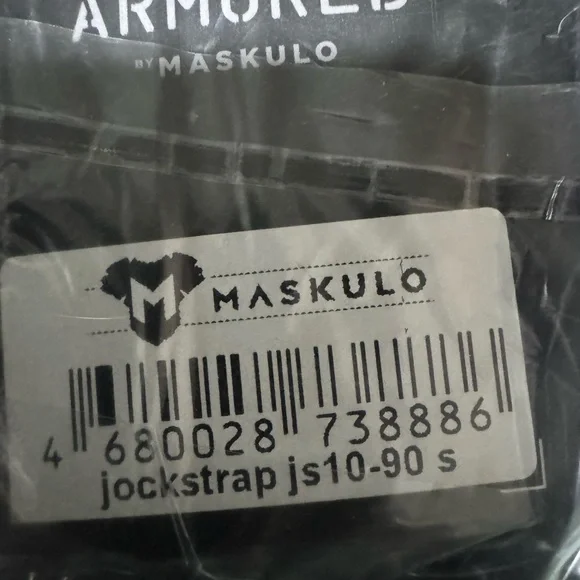 ARMORED
BY MASKULO
M MASKULO
4 680028 738886
jockstrap js10-90 s